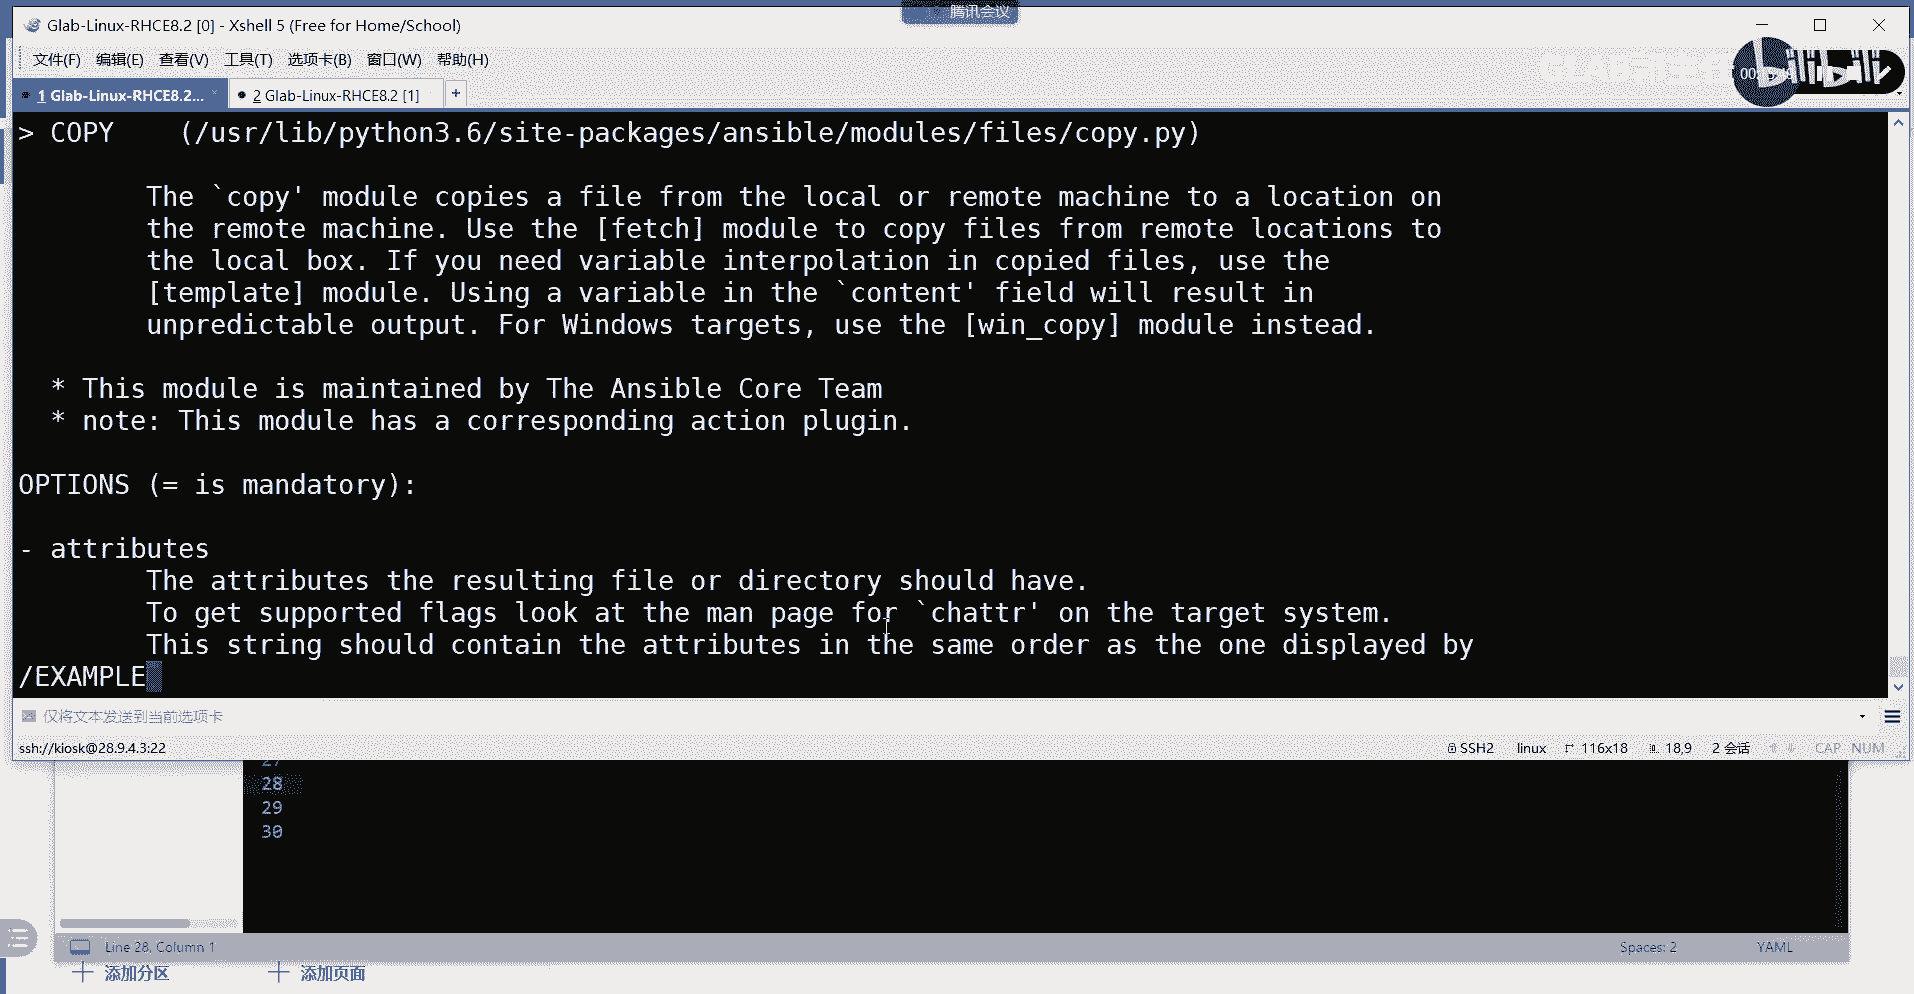 腾讯会议
Glab-Linux-RHCE8.2 [0] - Xshell 5 (Free for Home/School)
文件(F) 编辑(E) 查看(V) 工具(T) 选项卡(B) 窗口(W) 帮助(H)
bilibili
1 Glab-Linux-RHCE8.2... × 2 Glab-Linux-RHCE8.2 [1] +
> COPY    (/usr/lib/python3.6/site-packages/ansible/modules/files/copy.py)
The `copy' module copies a file from the local or remote machine to a location on
the remote machine. Use the [fetch] module to copy files from remote locations to
the local box. If you need variable interpolation in copied files, use the
[template] module. Using a variable in the `content' field will result in
unpredictable output. For Windows targets, use the [win_copy] module instead.
* This module is maintained by The Ansible Core Team
* note: This module has a corresponding action plugin.
OPTIONS (= is mandatory):
- attributes
The attributes the resulting file or directory should have.
To get supported flags look at the man page for `chattr' on the target system.
This string should contain the attributes in the same order as the one displayed by
/EXAMPLE
仅将文本发送到当前选项卡
ssh://kiosk@28.9.4.3:22 SSH2 linux 116x18 18,9 2 会话 CAP NUM
27
28
29
30
Line 28, Column 1 Spaces: 2 YAML
添加分区 添加页面